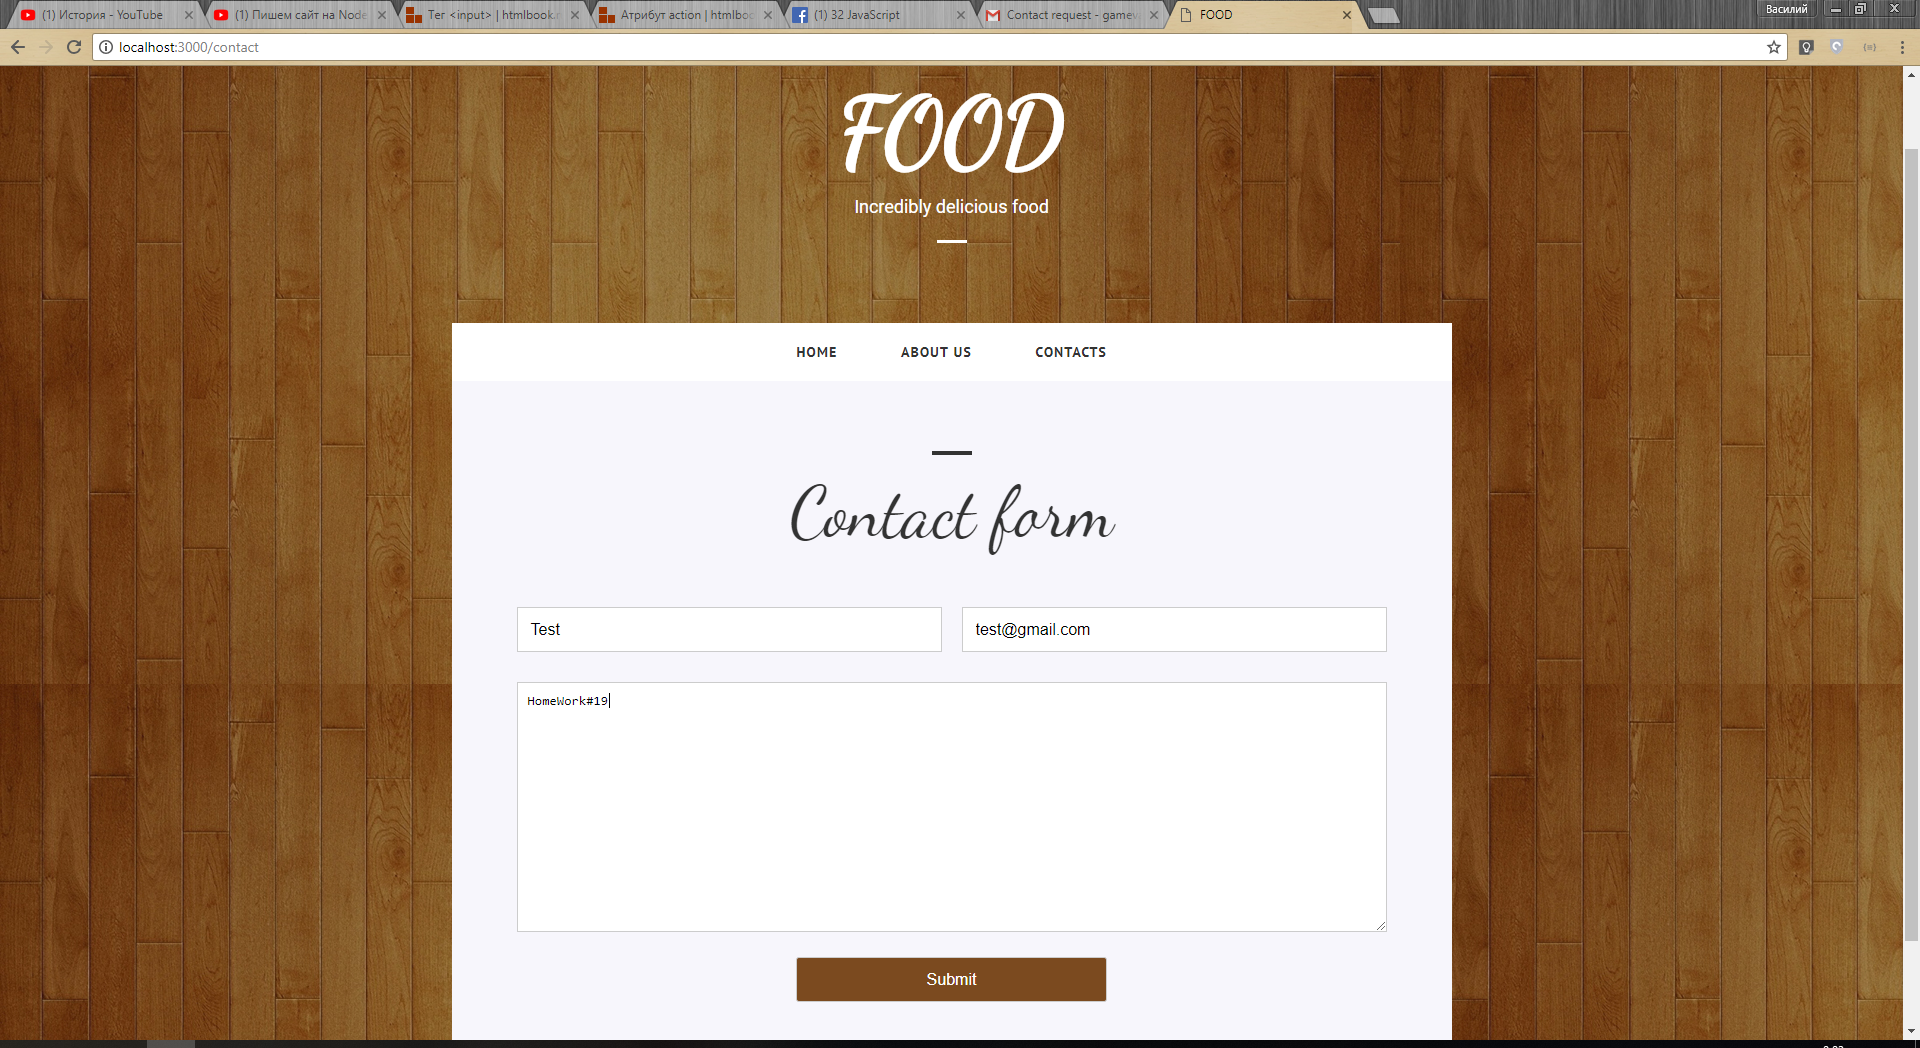 (1) История - YouTube
(1) Пишем сайт на Node
Тег <input> | htmlbook.r
Атрибут action | htmlboo
(1) 32 JavaScript
Contact request - gamew
FOOD
Василий
localhost:3000/contact
FOOD
Incredibly delicious food
HOME
ABOUT US
CONTACTS
Contact form
Test
test@gmail.com
HomeWork#19
Submit